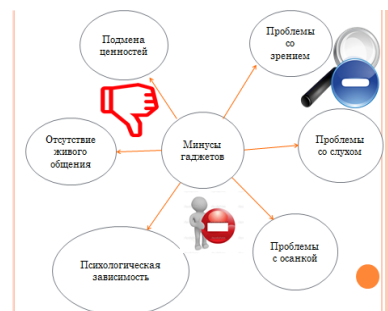 Подмена
ценностей
Проблемы
со
зрением
Отсутствие
живого
общения
Минусы
гаджетов
Проблемы
со слухом
Психологическая
зависимость
Проблемы
с осанкой